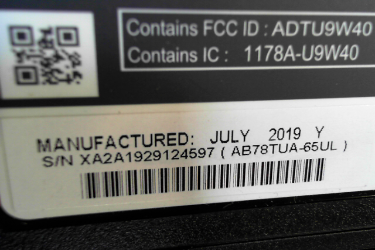 Contains FCC ID : ADTU9W40
Contains IC : 1178A-U9W40
MANUFACTURED: JULY 2019 Y
S/N XA2A1929124597 ( AB78TUA-65UL )